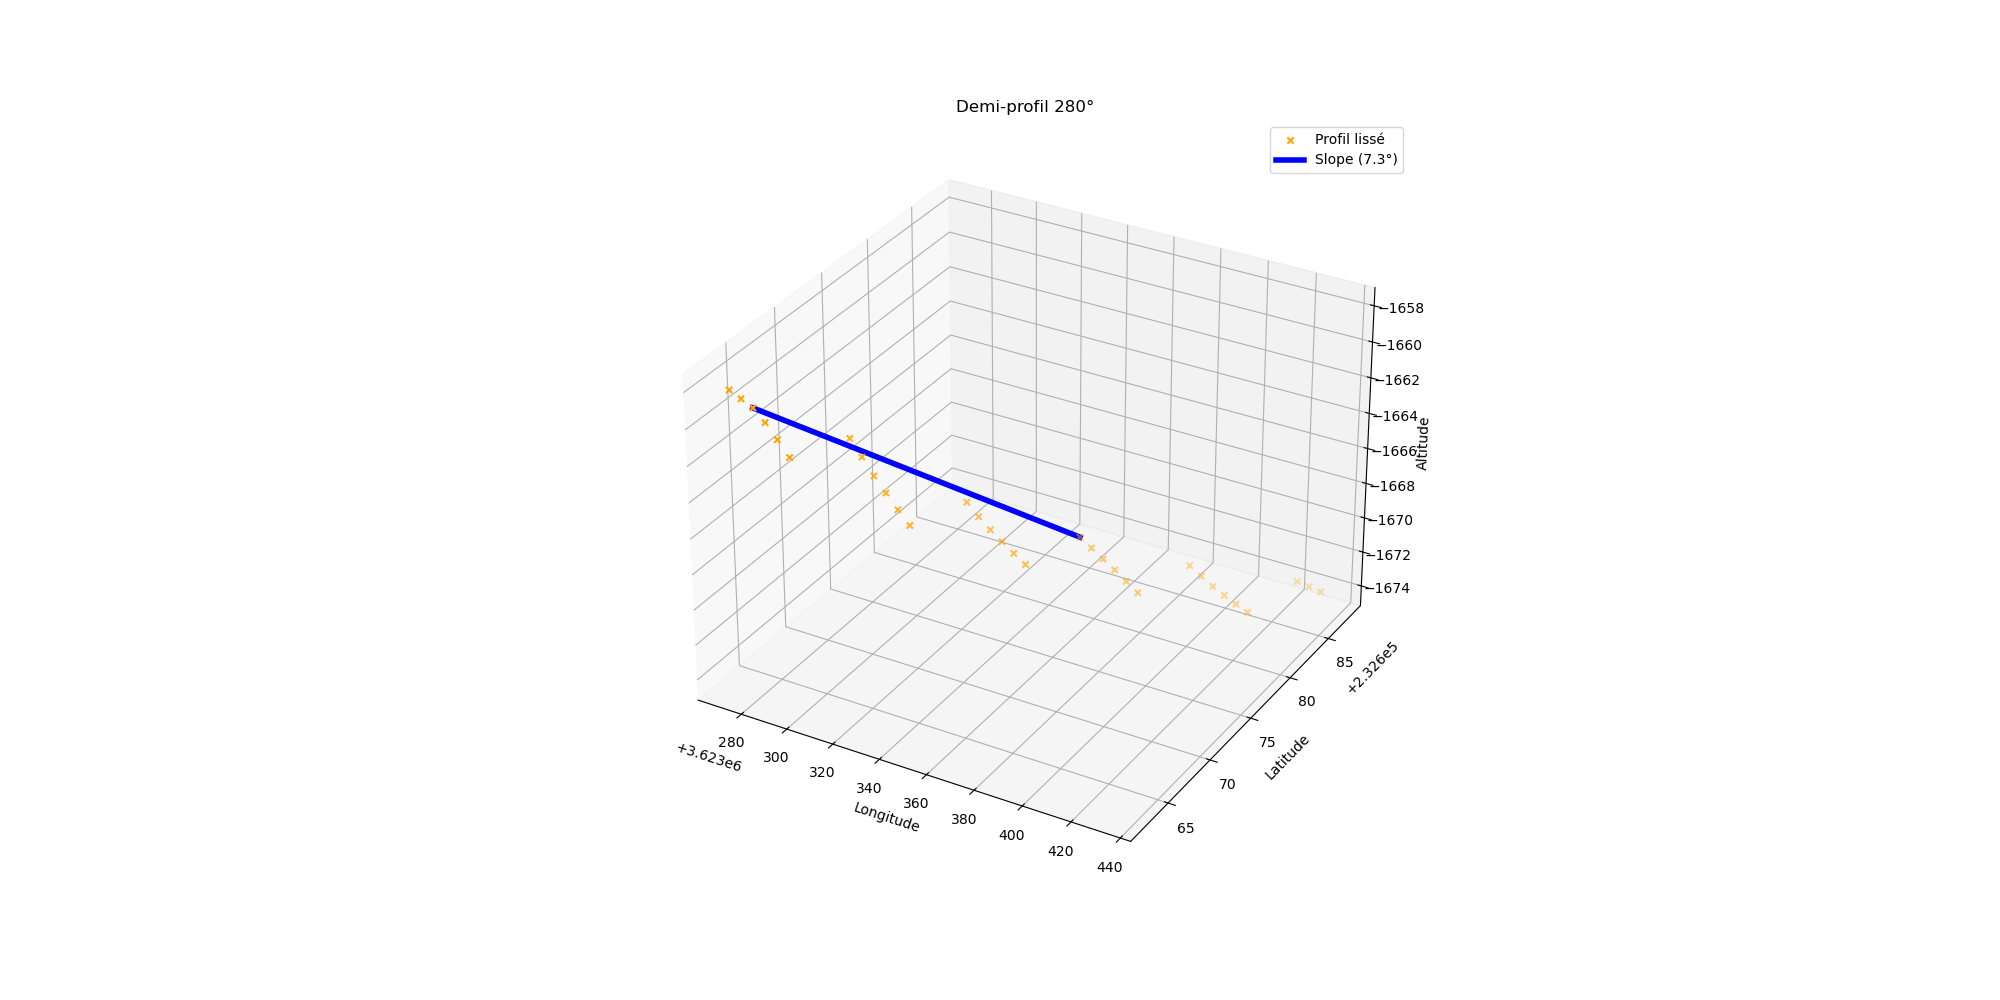 Demi-profil 280°
Profil lissé
Slope (7.3°)
−1658
−1660
−1662
−1664
−1666
−1668
−1670
−1672
−1674
Altitude
85
80
75
70
65
+2.326e5
Latitude
280
300
320
340
360
380
400
420
440
+3.623e6
Longitude